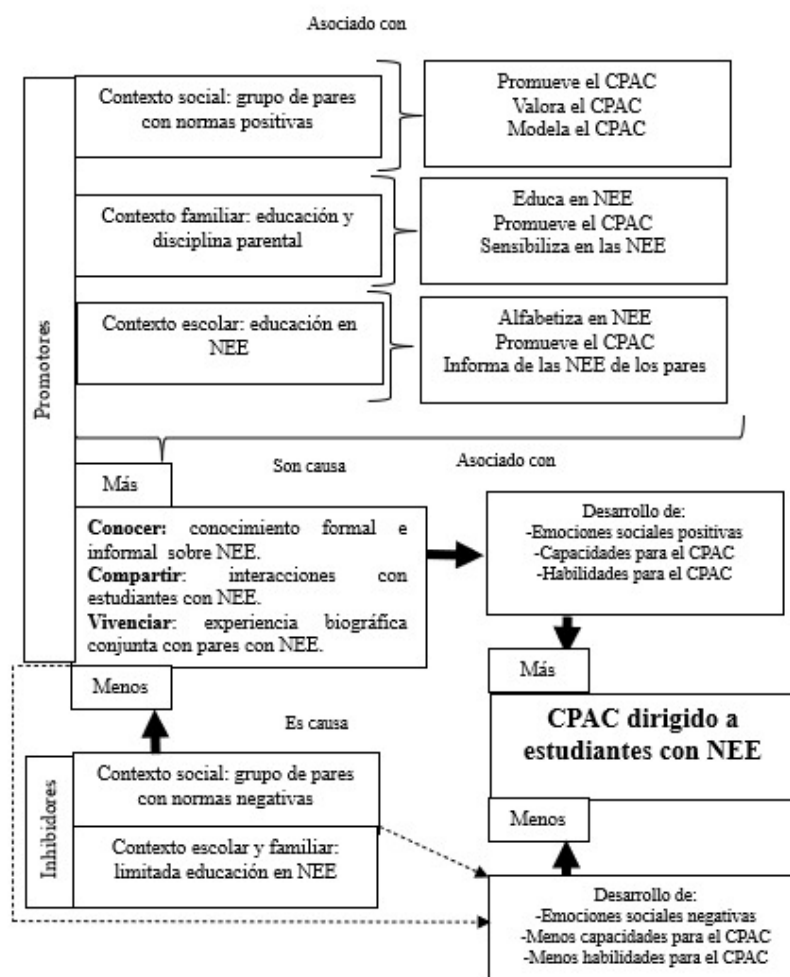 Asociado con
Contexto social: grupo de pares
con normas positivas
Promueve el CPAC
Valora el CPAC
Modela el CPAC
Contexto familiar: educación y
disciplina parental
Educa en NEE
Promueve el CPAC
Sensibiliza en las NEE
Contexto escolar: educación en
NEE
Alfabetiza en NEE
Promueve el CPAC
Informa de las NEE de los pares
Promotores
Son causa
Asociado con
Más
Conocer: conocimiento formal e
informal sobre NEE.
Compartir: interacciones con
estudiantes con NEE.
Vivenciar: experiencia biográfica
conjunta con pares con NEE.
Desarrollo de:
-Emociones sociales positivas
-Capacidades para el CPAC
-Habilidades para el CPAC
Menos
Más
CPAC dirigido a
estudiantes con NEE
Menos
Es causa
Inhibidores
Contexto social: grupo de pares
con normas negativas
Contexto escolar y familiar:
limitada educación en NEE
Desarrollo de:
-Emociones sociales negativas
-Menos capacidades para el CPAC
-Menos habilidades para el CPAC